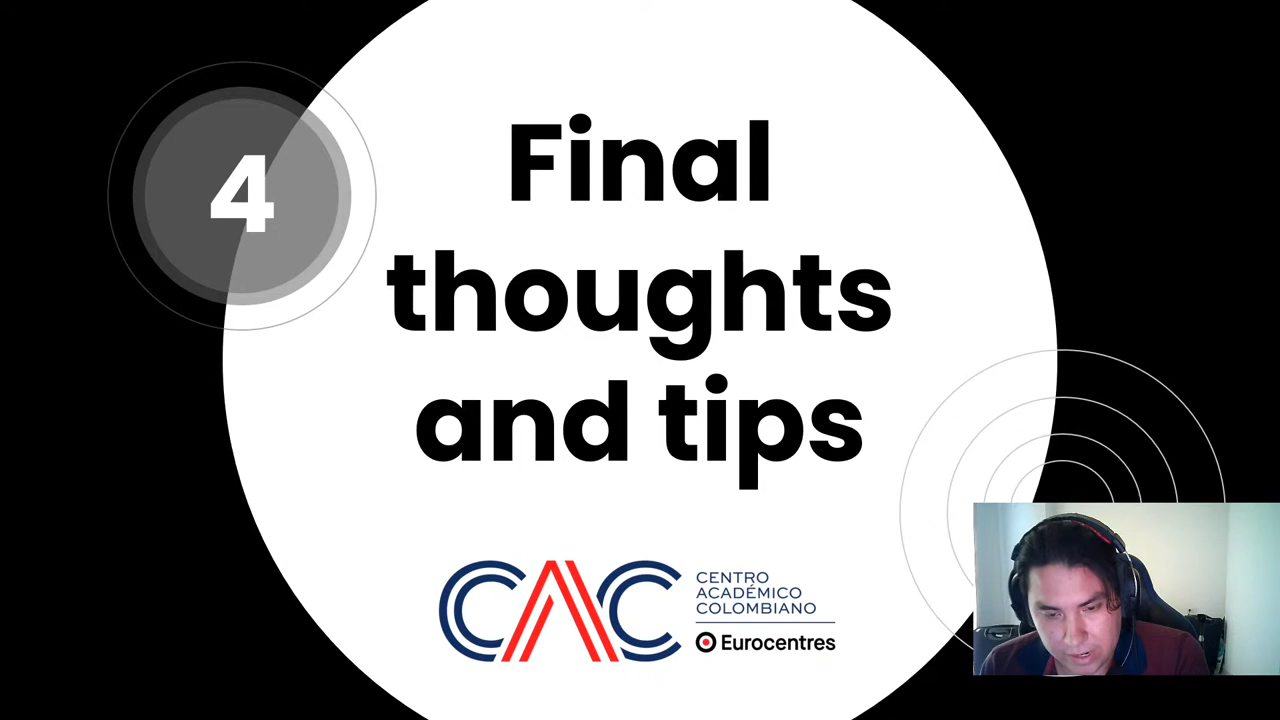 4
Final
thoughts
and tips
CAC
CENTRO
ACADÉMICO
COLOMBIANO
Eurocentres